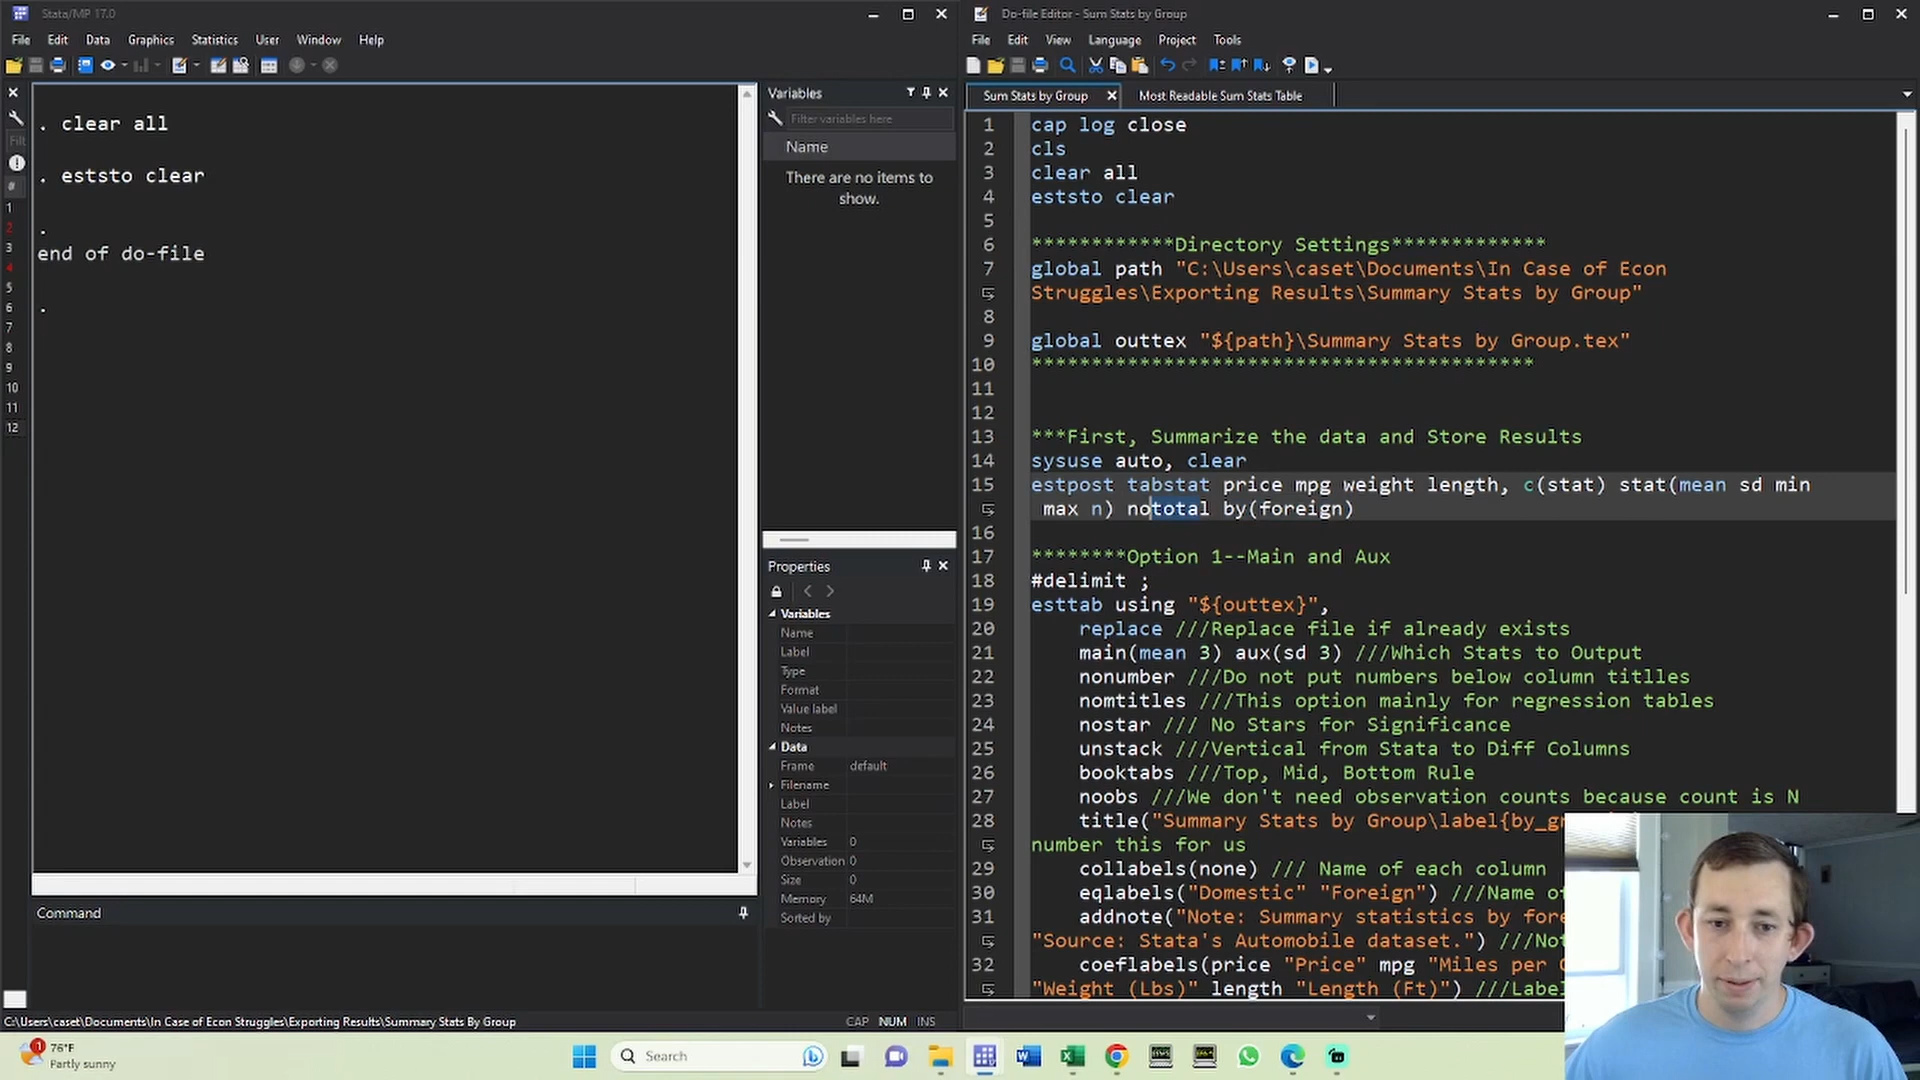 Stata/MP 17.0
File Edit Data Graphics Statistics User Window Help
. clear all
. eststo clear
.
end of do-file
.
1
2
3
4
5
6
7
8
9
10
11
12
Command
Variables
Filter variables here
Name
There are no items to
show.
Properties
Variables
Name
Label
Type
Format
Value label
Notes
Data
Frame default
Filename
Label
Notes
Variables 0
Observation 0
Size 0
Memory 64M
Sorted by
Do-file Editor - Sum Stats by Group
File Edit View Language Project Tools
Sum Stats by Group Most Readable Sum Stats Table
1 cap log close
2 cls
3 clear all
4 eststo clear
5
6 ************Directory Settings*************
7 global path "C:\Users\caset\Documents\In Case of Econ
Struggles\Exporting Results\Summary Stats by Group"
8
9 global outtex "${path}\Summary Stats by Group.tex"
10 ******************************************
11
12
13 ***First, Summarize the data and Store Results
14 sysuse auto, clear
15 estpost tabstat price mpg weight length, c(stat) stat(mean sd min
max n) nototal by(foreign)
16
17 ********Option 1--Main and Aux
18 #delimit ;
19 esttab using "${outtex}",
20 replace ///Replace file if already exists
21 main(mean 3) aux(sd 3) ///Which Stats to Output
22 nonumber ///Do not put numbers below column titlles
23 nomtitles ///This option mainly for regression tables
24 nostar /// No Stars for Significance
25 unstack ///Vertical from Stata to Diff Columns
26 booktabs ///Top, Mid, Bottom Rule
27 noobs ///We don't need observation counts because count is N
28 title("Summary Stats by Group\label{by_gr
number this for us
29 collabels(none) /// Name of each column
30 eqlabels("Domestic" "Foreign") ///Name of
31 addnote("Note: Summary statistics by fore
"Source: Stata's Automobile dataset.") ///Not
32 coeflabels(price "Price" mpg "Miles per
"Weight (Lbs)" length "Length (Ft)") ///Label
C:\Users\caset\Documents\In Case of Econ Struggles\Exporting Results\Summary Stats By Group
CAP NUM INS
1
76°F
Partly sunny
Search